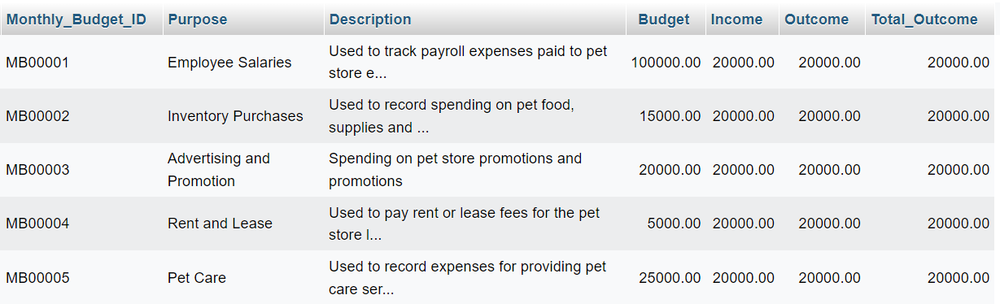 Monthly_Budget_ID Purpose Description Budget Income Outcome Total_Outcome
MB00001 Employee Salaries Used to track payroll expenses paid to pet store e... 100000.00 20000.00 20000.00 20000.00
MB00002 Inventory Purchases Used to record spending on pet food, supplies and ... 15000.00 20000.00 20000.00 20000.00
MB00003 Advertising and Promotion Spending on pet store promotions and promotions 20000.00 20000.00 20000.00 20000.00
MB00004 Rent and Lease Used to pay rent or lease fees for the pet store l... 5000.00 20000.00 20000.00 20000.00
MB00005 Pet Care Used to record expenses for providing pet care ser... 25000.00 20000.00 20000.00 20000.00